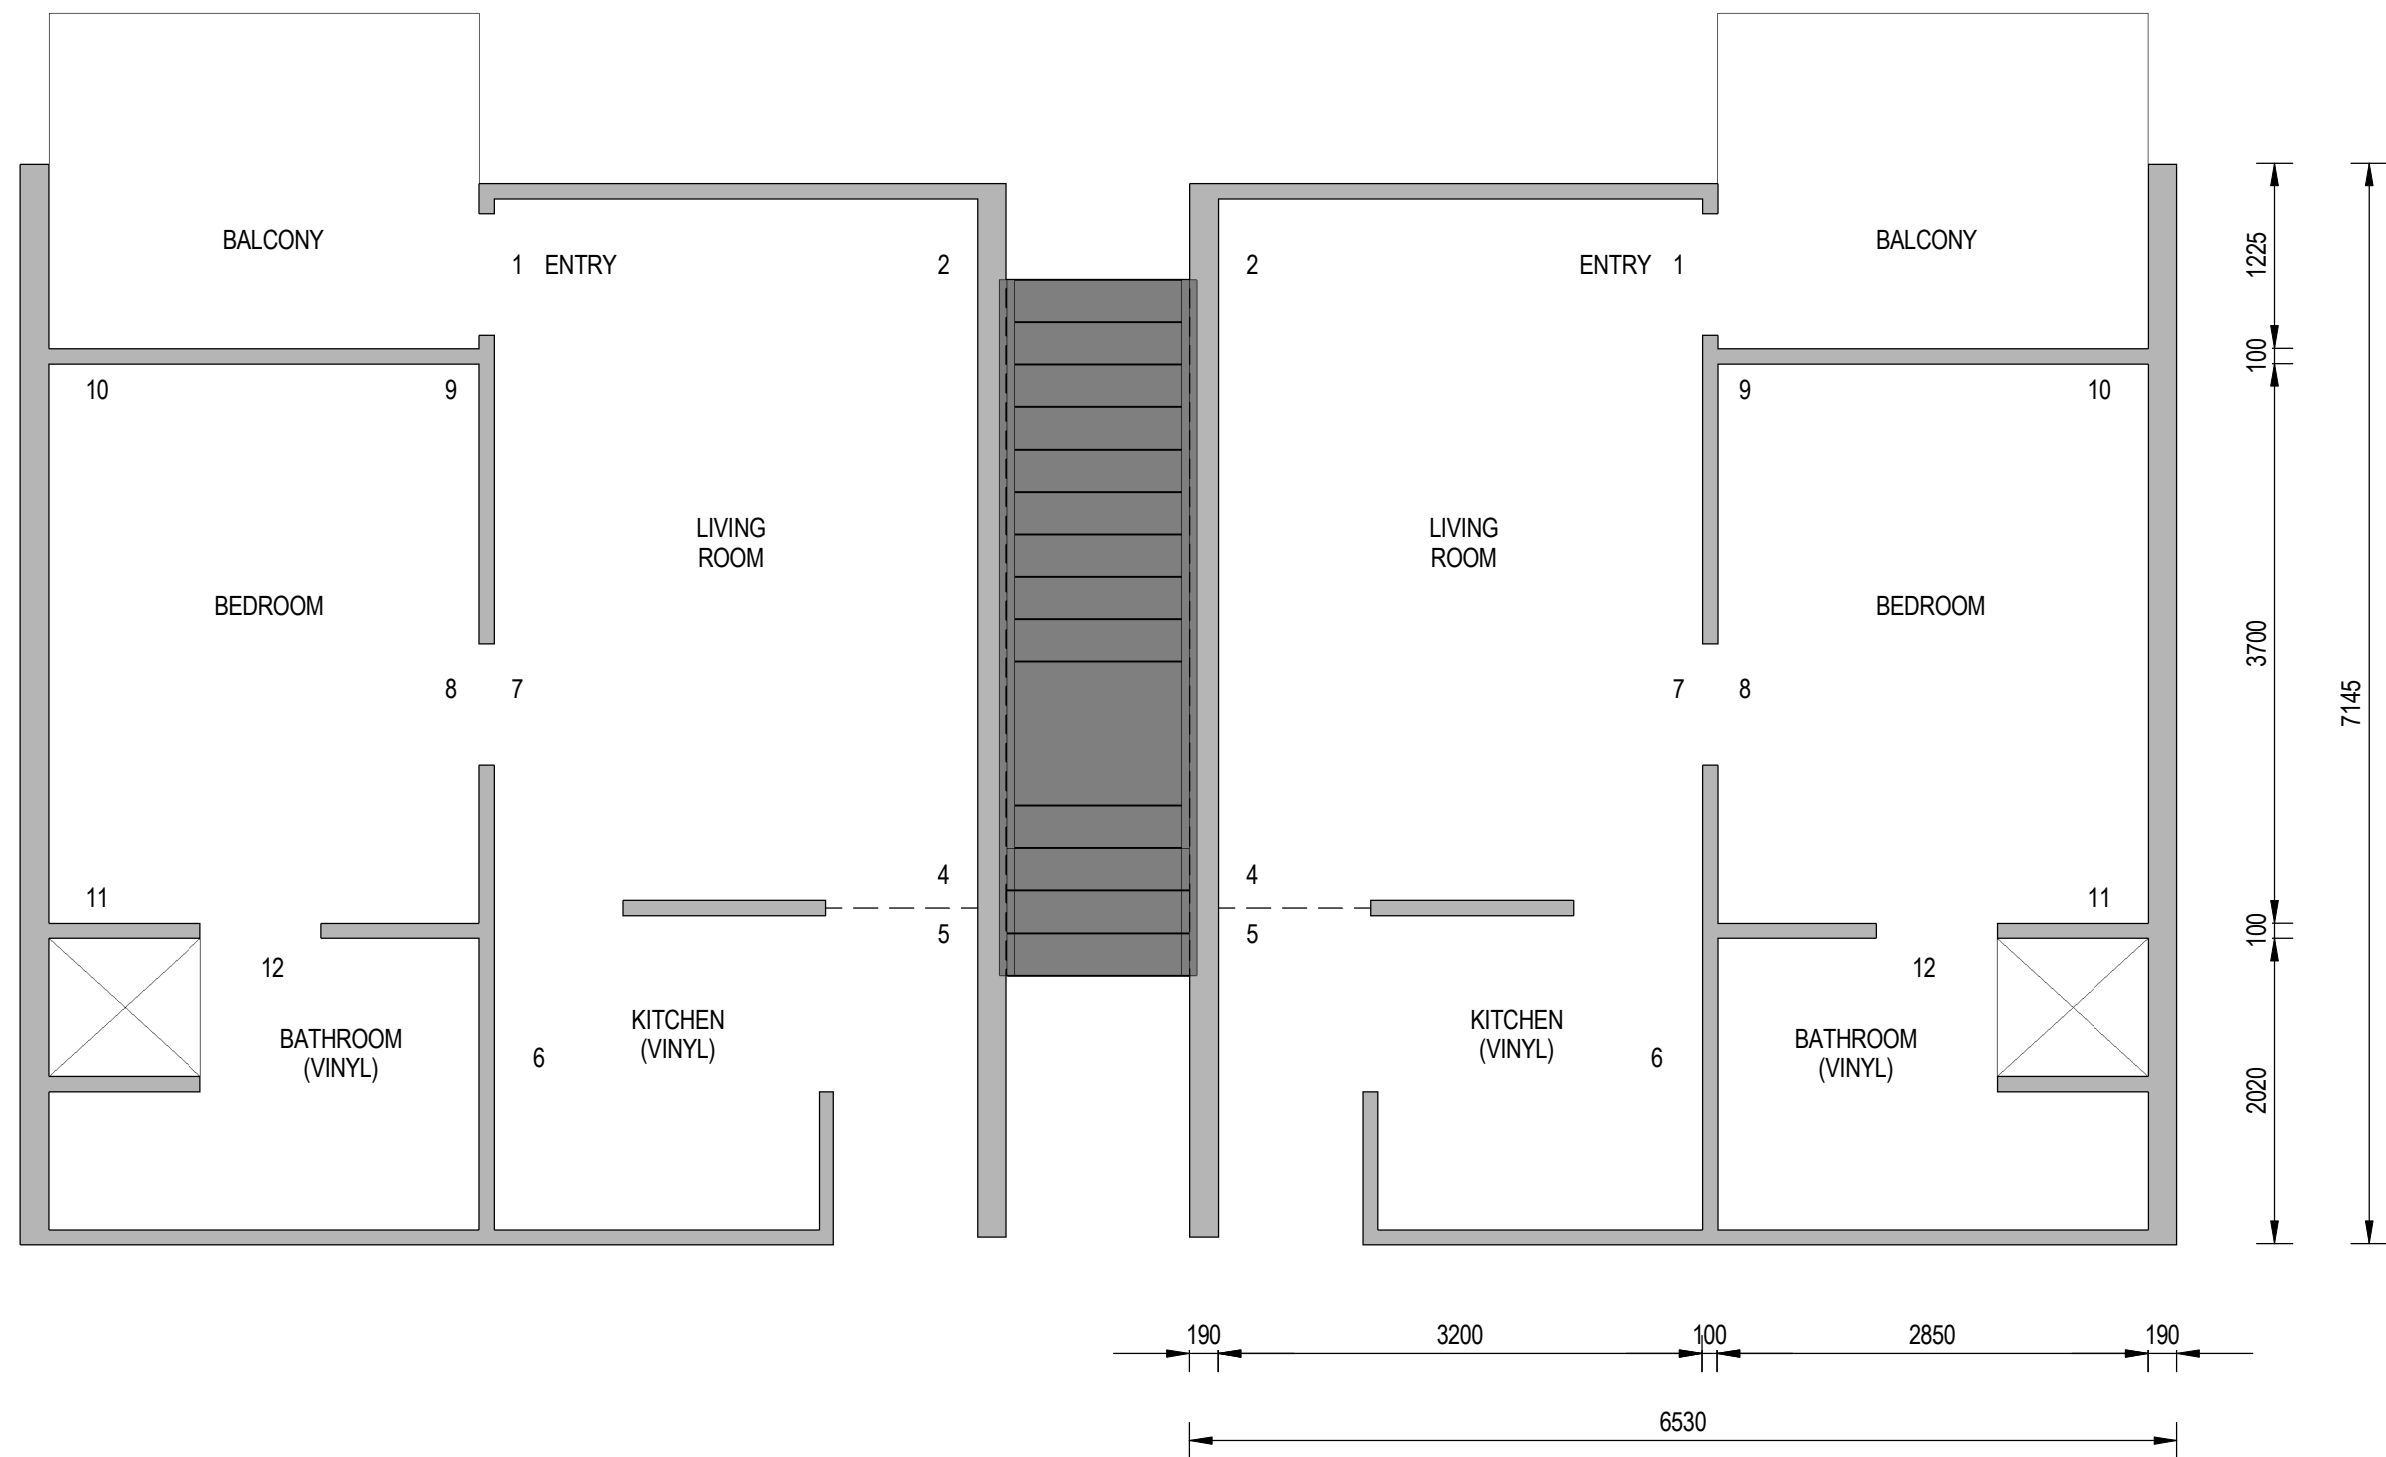 BALCONY
BALCONY
1 ENTRY
2
2
ENTRY 1
1225
100
10
9
9
10
LIVING
ROOM
LIVING
ROOM
BEDROOM
BEDROOM
3700
8
7
7
8
7145
4
4
11
11
5
5
100
12
12
KITCHEN
(VINYL)
KITCHEN
(VINYL)
BATHROOM
(VINYL)
6
6
BATHROOM
(VINYL)
2020
190
3200
100
2850
190
6530